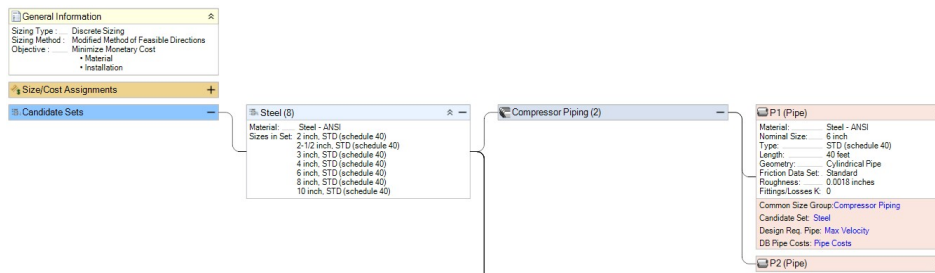 General Information
Sizing Type : Discrete Sizing
Sizing Method : Modified Method of Feasible Directions
Objective : Minimize Monetary Cost
• Material
• Installation
Size/Cost Assignments
Candidate Sets
Steel (8)
Material: Steel - ANSI
Sizes in Set: 2 inch, STD (schedule 40)
2-1/2 inch, STD (schedule 40)
3 inch, STD (schedule 40)
4 inch, STD (schedule 40)
6 inch, STD (schedule 40)
8 inch, STD (schedule 40)
10 inch, STD (schedule 40)
Compressor Piping (2)
P1 (Pipe)
Material: Steel - ANSI
Nominal Size: 6 inch
Type: STD (schedule 40)
Length: 40 feet
Geometry: Cylindrical Pipe
Friction Data Set: Standard
Roughness: 0.0018 inches
Fittings/Losses K: 0
Common Size Group:Compressor Piping
Candidate Set: Steel
Design Req. Pipe: Max Velocity
DB Pipe Costs: Pipe Costs
P2 (Pipe)